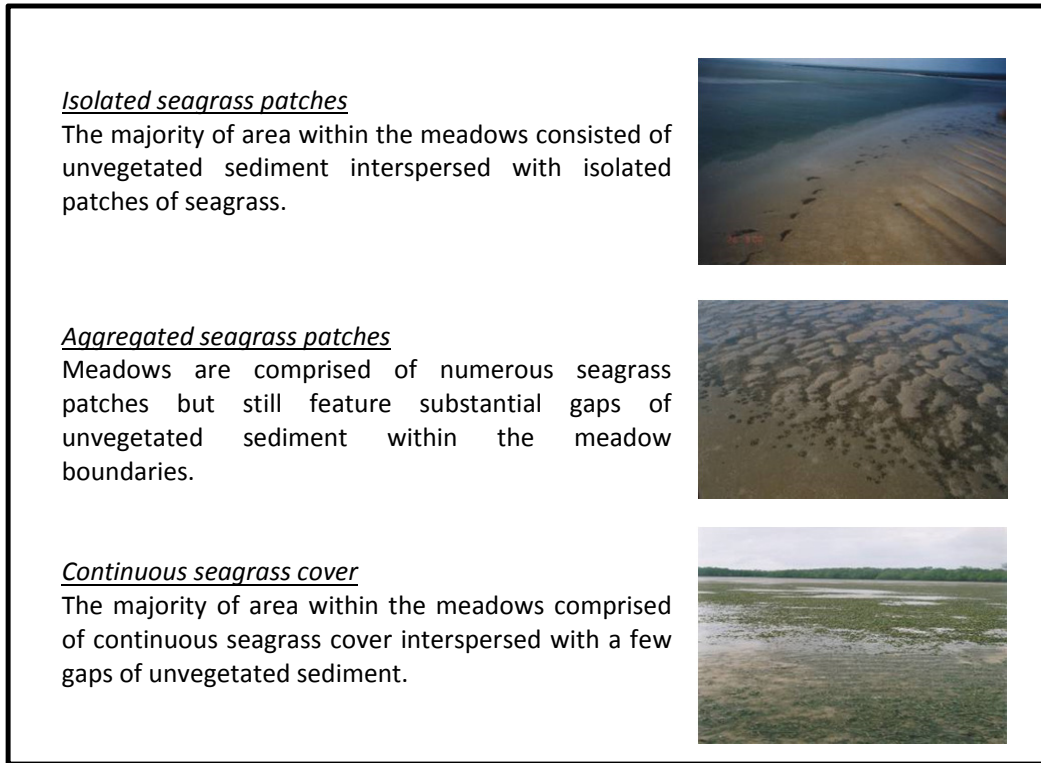 Isolated seagrass patches
The majority of area within the meadows consisted of
unvegetated sediment interspersed with isolated
patches of seagrass.
Aggregated seagrass patches
Meadows are comprised of numerous seagrass
patches but still feature substantial gaps of
unvegetated sediment within the meadow
boundaries.
Continuous seagrass cover
The majority of area within the meadows comprised
of continuous seagrass cover interspersed with a few
gaps of unvegetated sediment.